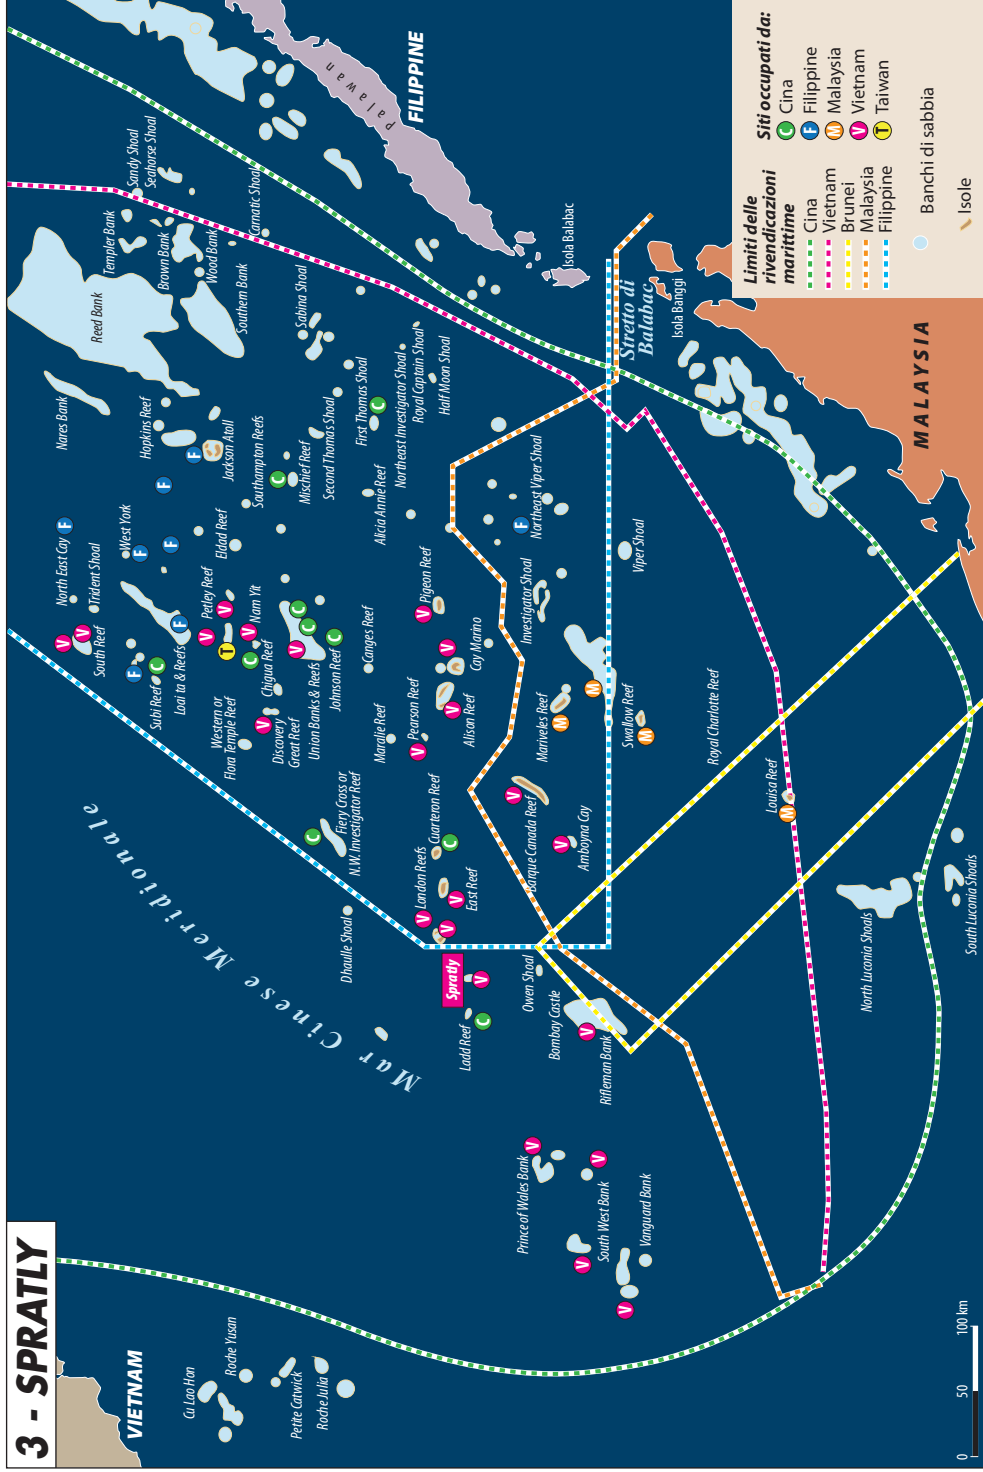 3 - SPRATLY
VIETNAM
Cu Lao Hon
Roche Yusan
Petite Catwick
Roche Julia
Mar Cinese Meridionale
North East Cay
F
V
V
Trident Shoal
South Reef
Nares Bank
Reed Bank
Templer Bank
Sandy Shoal
Seahorse Shoal
West York
F
F
Hopkins Reef
Brown Bank
F
Subi Reef
C
F
F
Loai ta & Reefs
F
F
Jackson Atoll
Wood Bank
Petley Reef
V
V
Western or
Flora Temple Reef
T
Eldad Reef
Southern Bank
Carnatic Shoal
Nam Yit
V
C
Chigua Reef
Southampton Reefs
V
Discovery
Great Reef
C
Mischief Reef
Sabina Shoal
V
C
C
Union Banks & Reefs
C
Johnson Reef
Second Thomas Shoal
C
Fiery Cross or
N.W. Investigator Reef
Dhaulle Shoal
Canges Reef
First Thomas Shoal
C
Maralie Reef
Alicia Annie Reef
Northeast Investigator Shoal
Royal Captain Shoal
Half Moon Shoal
palawan
FILIPPINE
Pearson Reef
V
Pigeon Reef
V
London Reefs
V
V
Cuarteron Reef
C
V
V
Alison Reef
Cay Marino
Spratly
V
East Reef
V
Ladd Reef
C
Barque Canada Reef
V
Investigator Shoal
F
Northeast Viper Shoal
Prince of Wales Bank
V
Owen Shoal
Mariveles Reef
M
M
Isola Balabac
Bombay Castle
V
Amboyna Cay
V
V
South West Bank
V
Rifleman Bank
Swallow Reef
M
Viper Shoal
Stretto di
Balabac
V
Vanguard Bank
Isola Banggi
Royal Charlotte Reef
Louisa Reef
M
North Luconia Shoals
South Luconia Shoals
MALAYSIA
0
50
100 km
Limiti delle
rivendicazioni
marittime
Cina
Vietnam
Brunei
Malaysia
Filippine
Siti occupati da:
C Cina
F Filippine
M Malaysia
V Vietnam
T Taiwan
Banchi di sabbia
Isole